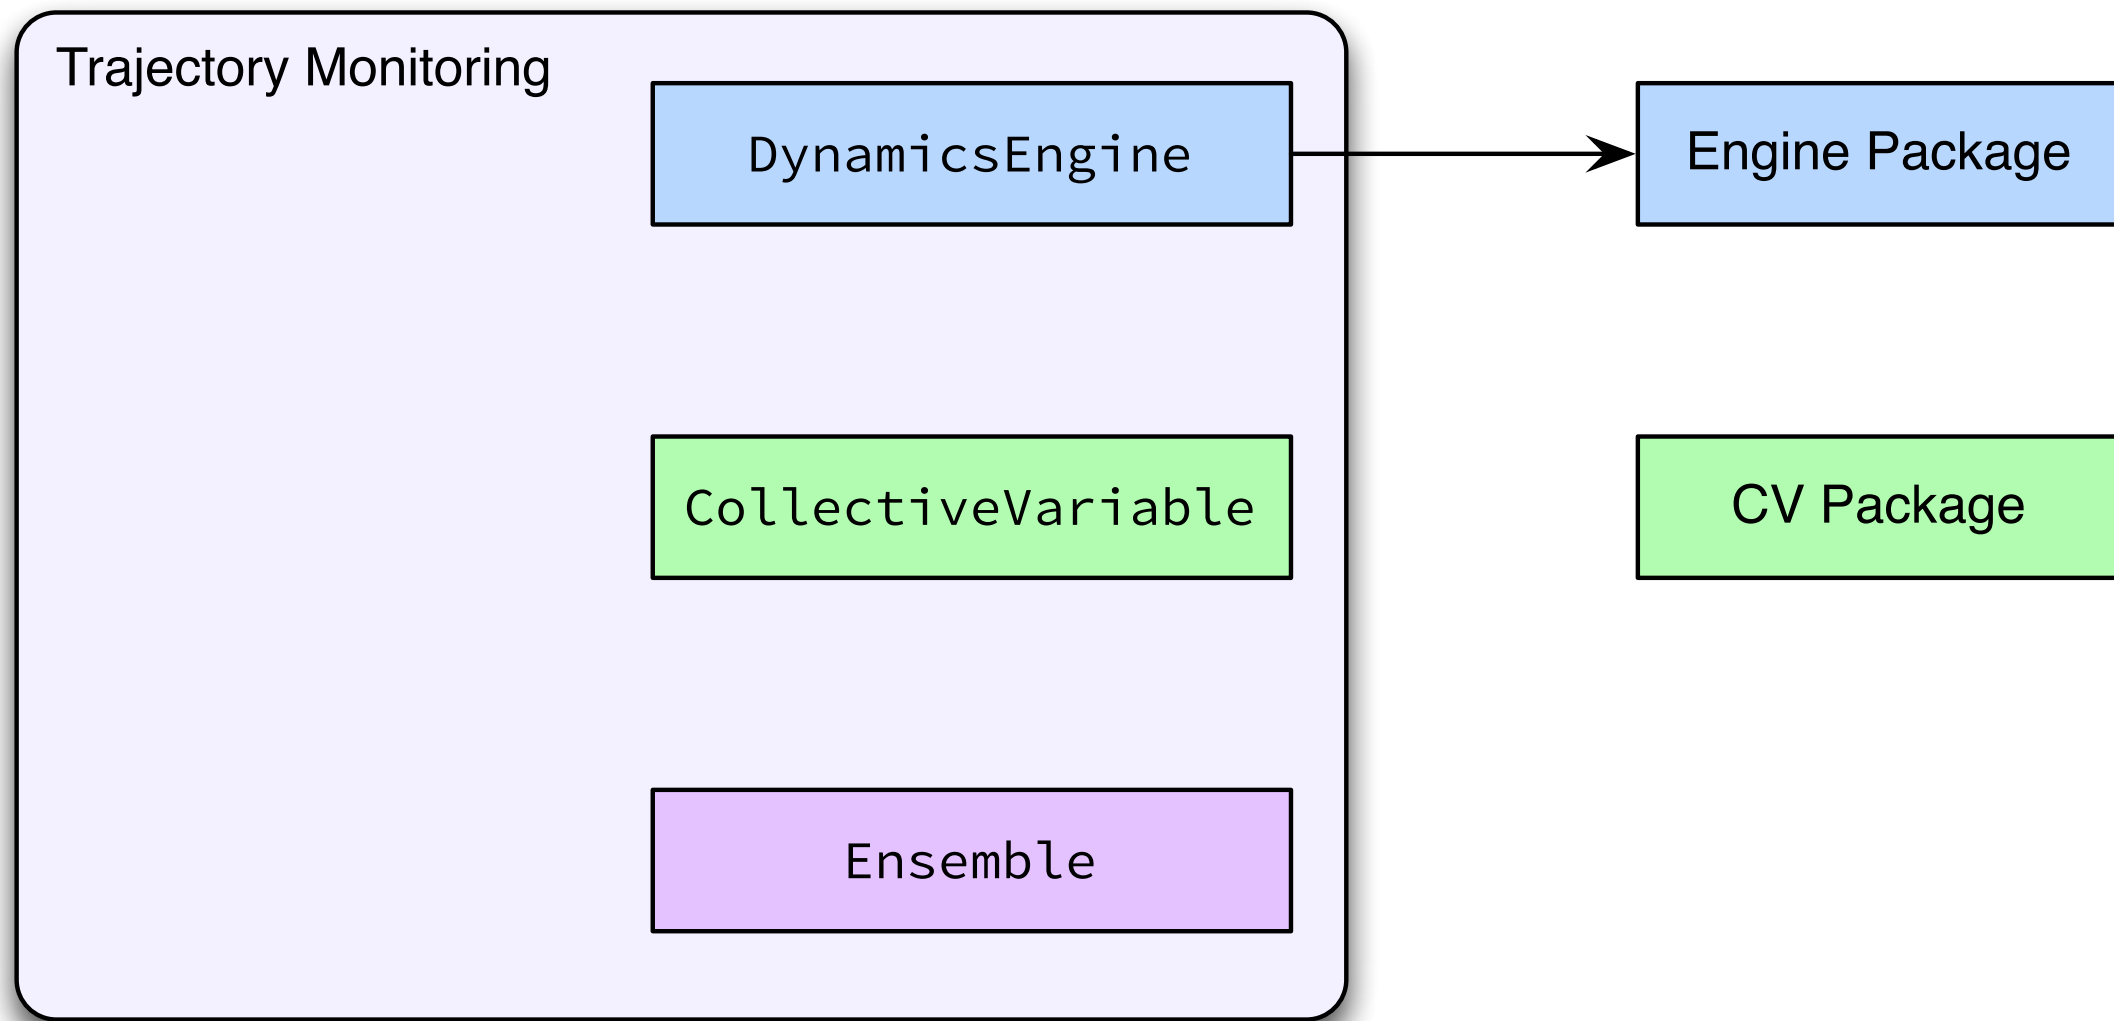 Trajectory Monitoring
DynamicsEngine
Engine Package
CollectiveVariable
CV Package
Ensemble